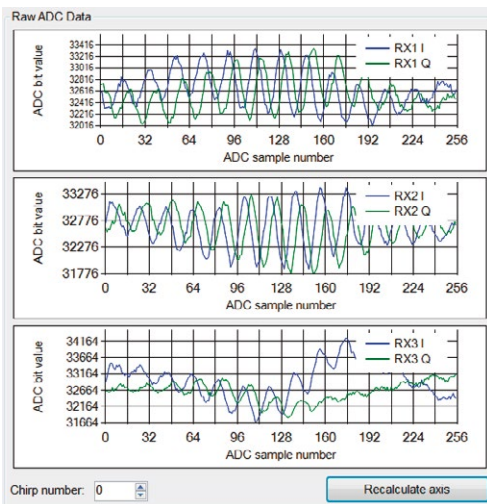 Raw ADC Data
ADC bit value
33416
33216
33016
32816
32616
32416
32216
32016
RX1 I
RX1 Q
0 32 64 96 128 160 192 224 256
ADC sample number
ADC bit value
33276
32776
32276
31776
RX2 I
RX2 Q
0 32 64 96 128 160 192 224 256
ADC sample number
ADC bit value
34164
33664
33164
32664
32164
31664
RX3 I
RX3 Q
0 32 64 96 128 160 192 224 256
ADC sample number
Chirp number: 0
Recalculate axis